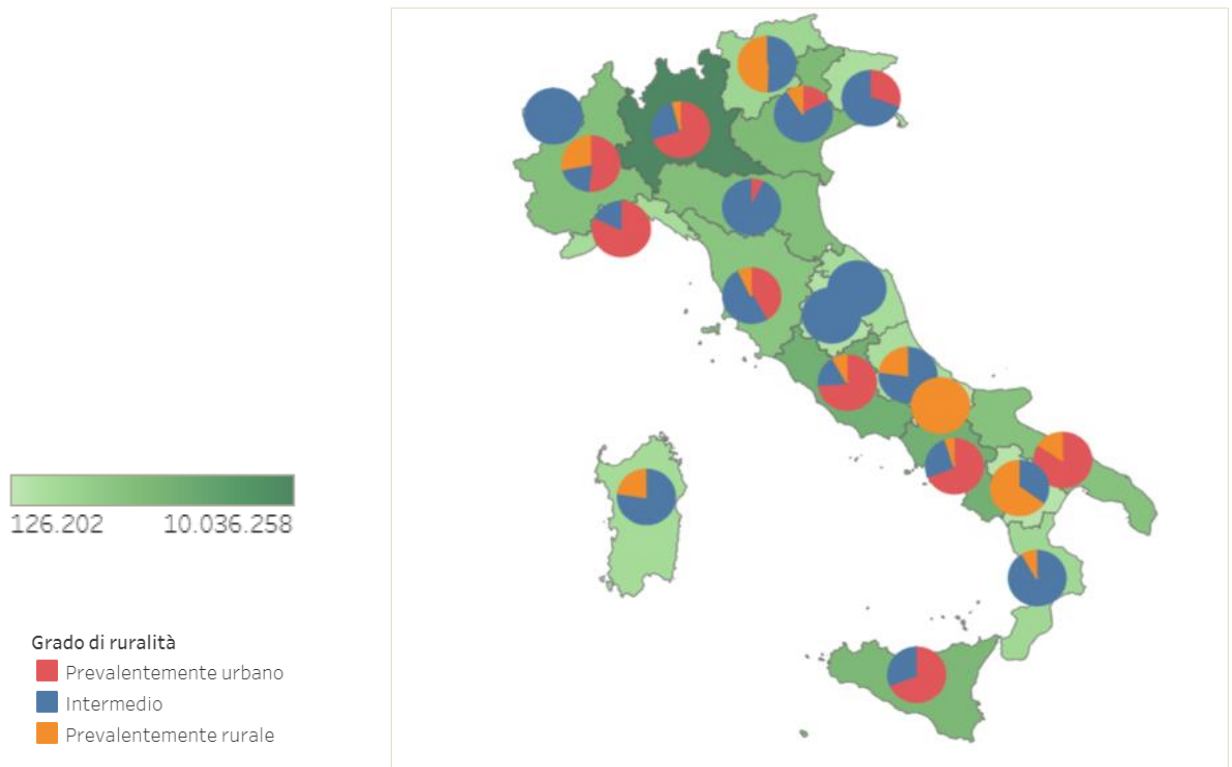 126.202 10.036.258
Grado di ruralità
Prevalentemente urbano
Intermedio
Prevalentemente rurale